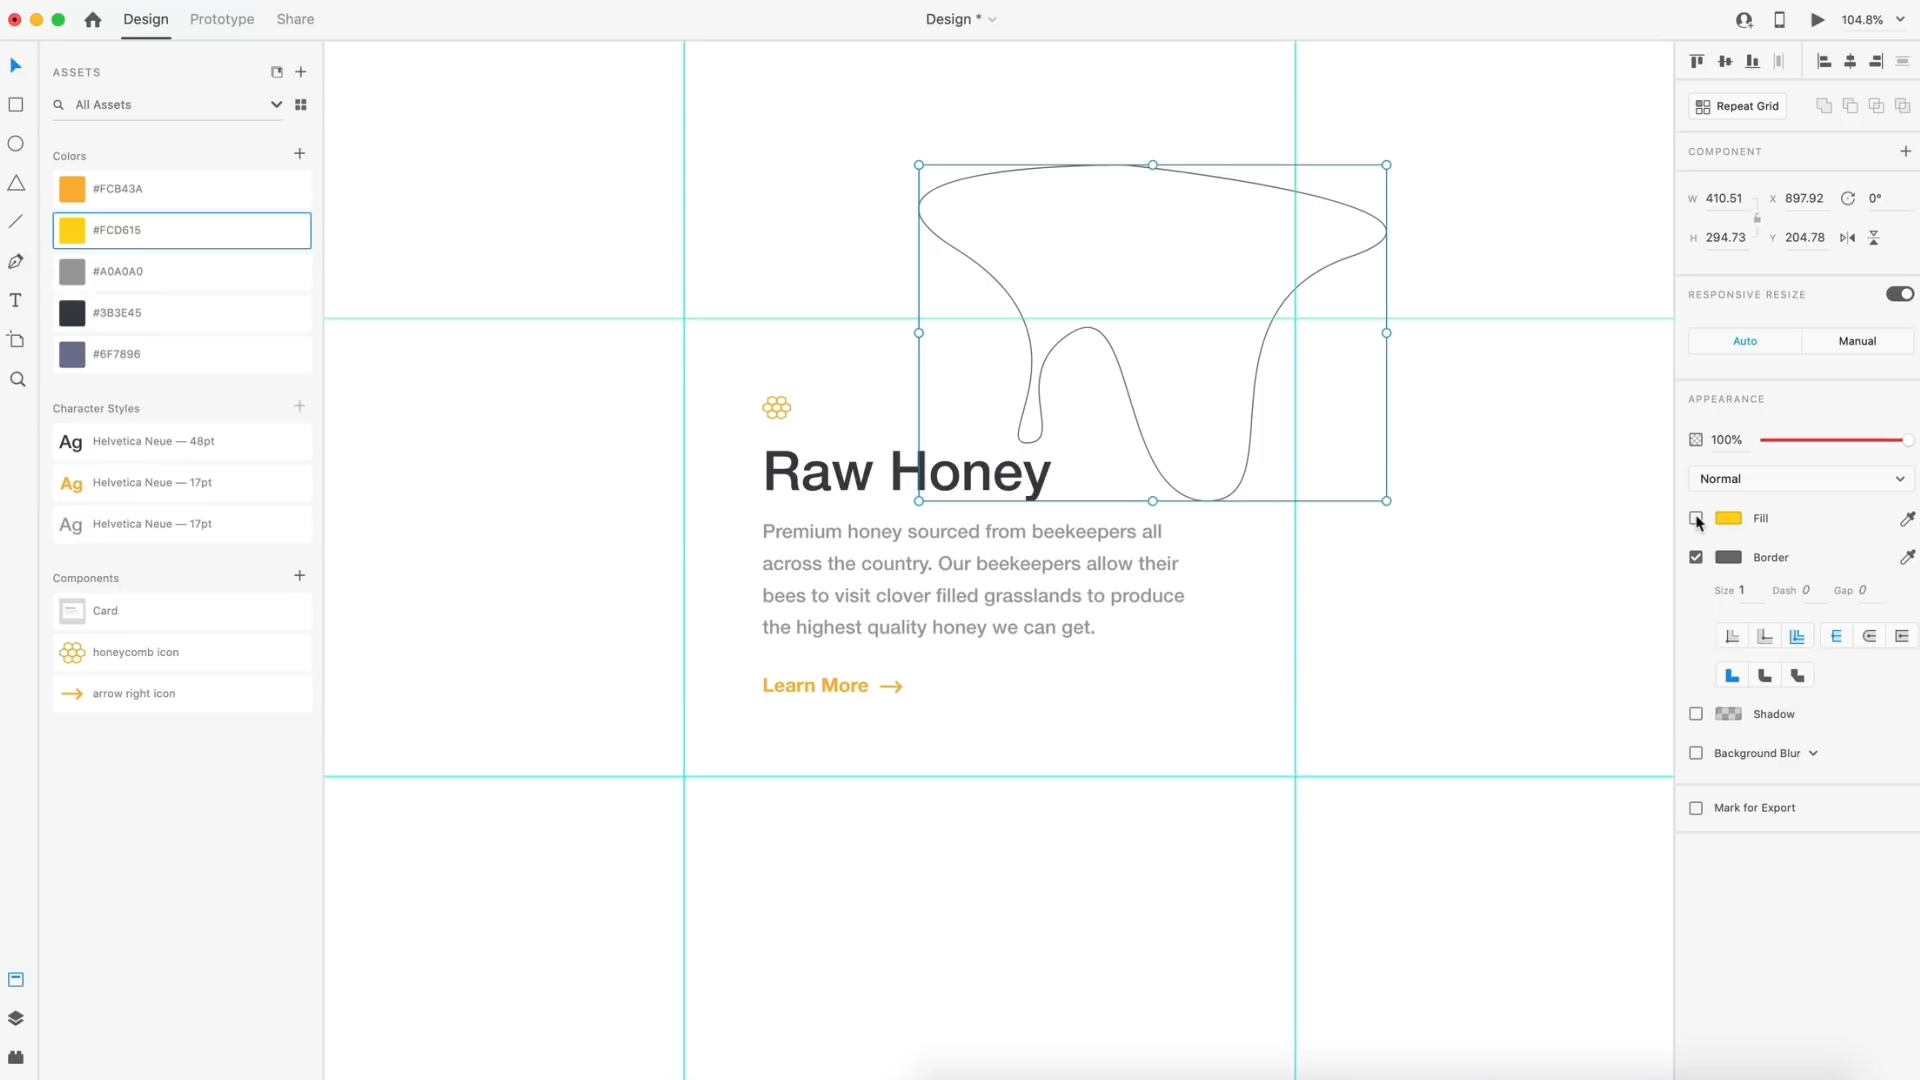 Design
Prototype
Share
Design *
104.8%
ASSETS
All Assets
Colors
#FCB43A
#FCD615
#A0A0A0
#3B3E45
#6F7896
Character Styles
Ag Helvetica Neue — 48pt
Ag Helvetica Neue — 17pt
Ag Helvetica Neue — 17pt
Components
Card
honeycomb icon
arrow right icon
Raw Honey
Premium honey sourced from beekeepers all
across the country. Our beekeepers allow their
bees to visit clover filled grasslands to produce
the highest quality honey we can get.
Learn More
Repeat Grid
COMPONENT
W 410.51 X 897.92 0°
H 294.73 Y 204.78
RESPONSIVE RESIZE
Auto Manual
APPEARANCE
100%
Normal
Fill
Border
Size 1 Dash 0 Gap 0
Shadow
Background Blur
Mark for Export